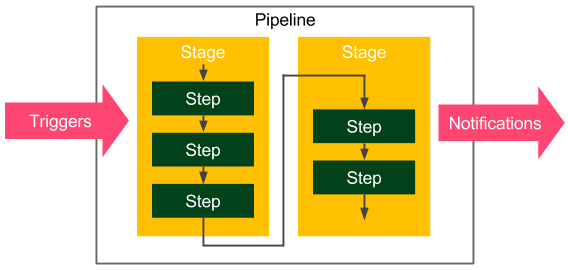 Pipeline
Triggers
Stage
Step
Step
Step
Stage
Step
Step
Notifications